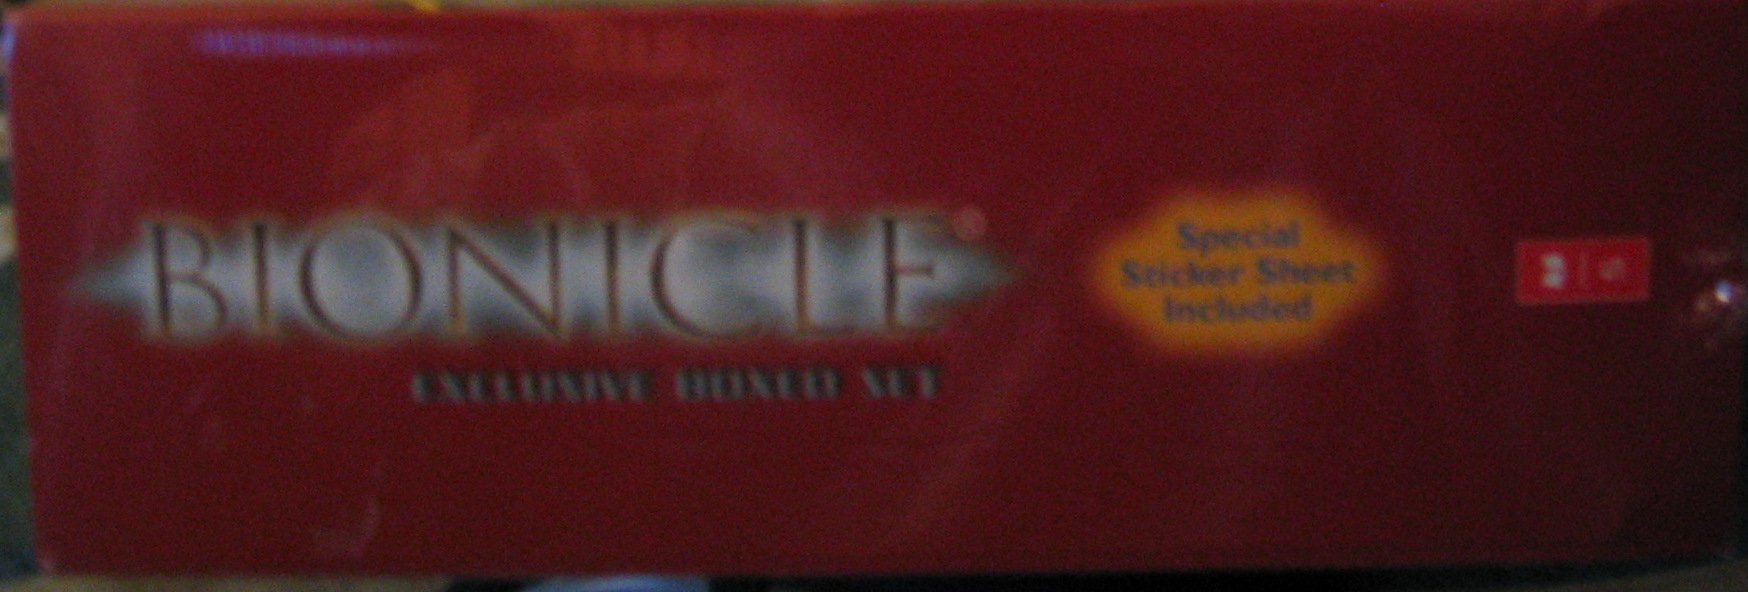 BIONICLE
EXCLUSIVE BOXED SET
Special
Sticker Sheet
Included